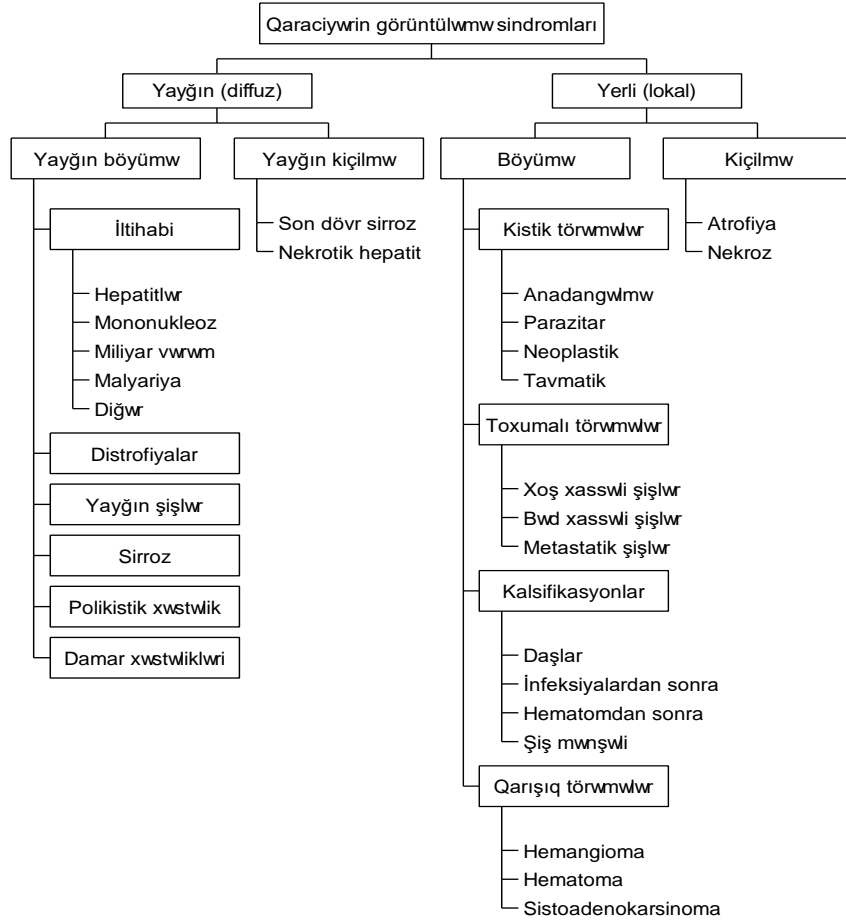 Qaraciywrin görüntülwmw sindromları
Yayğın (diffuz)
Yerli (lokal)
Yayğın böyümw
Yayğın kiçilmw
Böyümw
Kiçilmw
İltihabi
Hepatitlwr
Mononukleoz
Miliyar vwrwm
Malyariya
Diğwr
Distrofiyalar
Yayğın şişlwr
Sirroz
Polikistik xwstwlik
Damar xwstwliklwri
Son dövr sirroz
Nekrotik hepatit
Kistik törwmwlwr
Anadangwlmw
Parazitar
Neoplastik
Tavmatik
Toxumalı törwmwlwr
Xoş xasswli şişlwr
Bwd xasswli şişlwr
Metastatik şişlwr
Kalsifikasyonlar
Daşlar
İnfeksiyalardan sonra
Hematomdan sonra
Şiş mwnşwli
Qarışıq törwmwlwr
Hemangioma
Hematoma
Sistoadenokarsinoma
Atrofiya
Nekroz